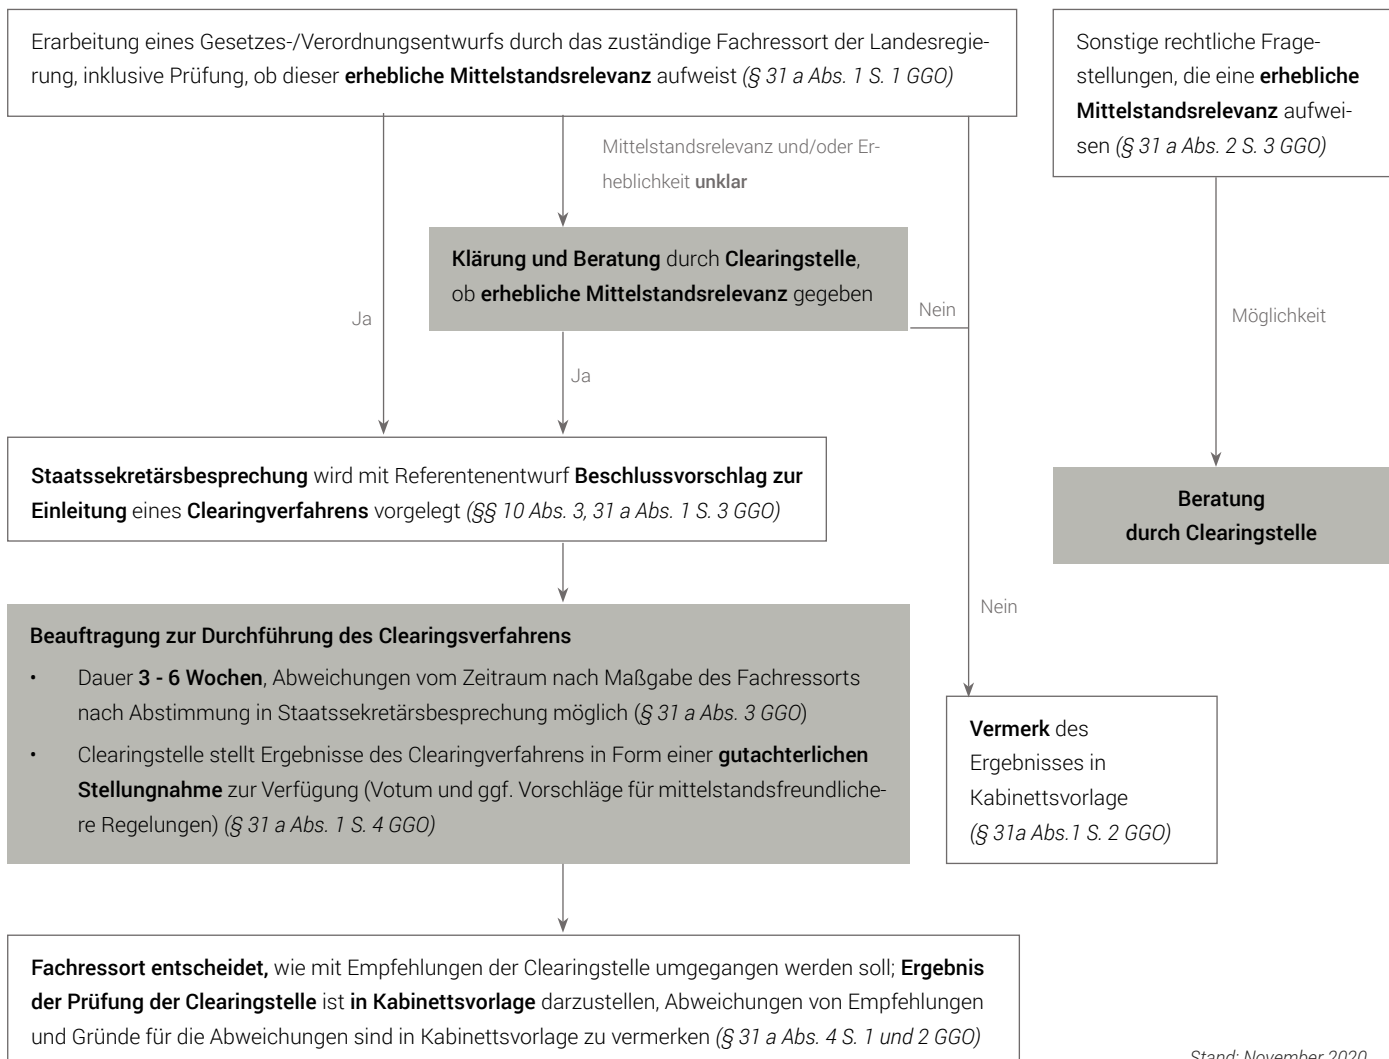 Erarbeitung eines Gesetzes-/Verordnungsentwurfs durch das zuständige Fachressort der Landesregie-
rung, inklusive Prüfung, ob dieser erhebliche Mittelstandsrelevanz aufweist (§ 31 a Abs. 1 S. 1 GGO)
Sonstige rechtliche Frage-
stellungen, die eine erhebliche
Mittelstandsrelevanz aufwei-
sen (§ 31 a Abs. 2 S. 3 GGO)
Mittelstandsrelevanz und/oder Er-
heblichkeit unklar
Klärung und Beratung durch Clearingstelle,
ob erhebliche Mittelstandsrelevanz gegeben
Ja
Nein
Möglichkeit
Ja
Staatssekretärsbesprechung wird mit Referentenentwurf Beschlussvorschlag zur
Einleitung eines Clearingverfahrens vorgelegt (§§ 10 Abs. 3, 31 a Abs. 1 S. 3 GGO)
Beratung
durch Clearingstelle
Nein
Beauftragung zur Durchführung des Clearingsverfahrens
• Dauer 3 - 6 Wochen, Abweichungen vom Zeitraum nach Maßgabe des Fachressorts
nach Abstimmung in Staatssekretärsbesprechung möglich (§ 31 a Abs. 3 GGO)
• Clearingstelle stellt Ergebnisse des Clearingverfahrens in Form einer gutachterlichen
Stellungnahme zur Verfügung (Votum und ggf. Vorschläge für mittelstandsfreundliche-
re Regelungen) (§ 31 a Abs. 1 S. 4 GGO)
Vermerk des
Ergebnisses in
Kabinettsvorlage
(§ 31a Abs.1 S. 2 GGO)
Fachressort entscheidet, wie mit Empfehlungen der Clearingstelle umgegangen werden soll; Ergebnis
der Prüfung der Clearingstelle ist in Kabinettsvorlage darzustellen, Abweichungen von Empfehlungen
und Gründe für die Abweichungen sind in Kabinettsvorlage zu vermerken (§ 31 a Abs. 4 S. 1 und 2 GGO)
Stand: November 2020